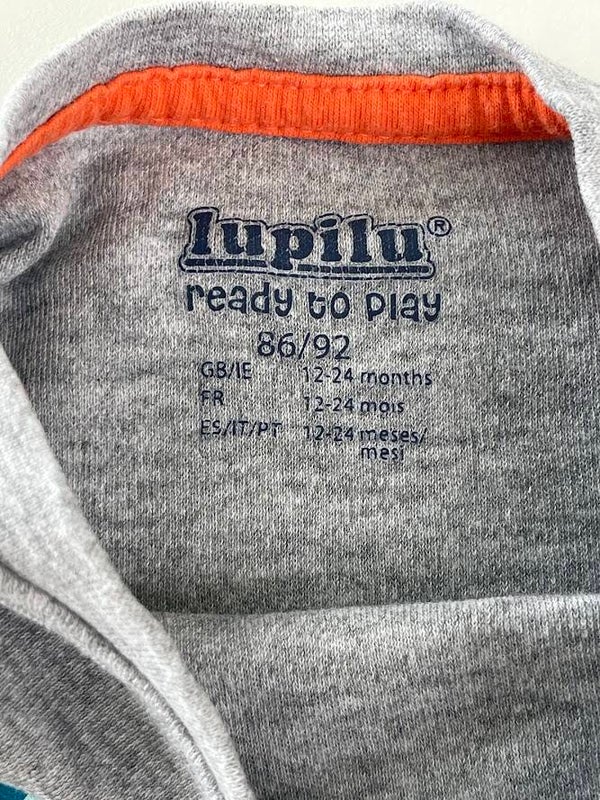 lupilu®
ready to play
86/92
GB/IE 12-24 months
FR 12-24 mois
ES/IT/PT 12-24 meses/
mesi